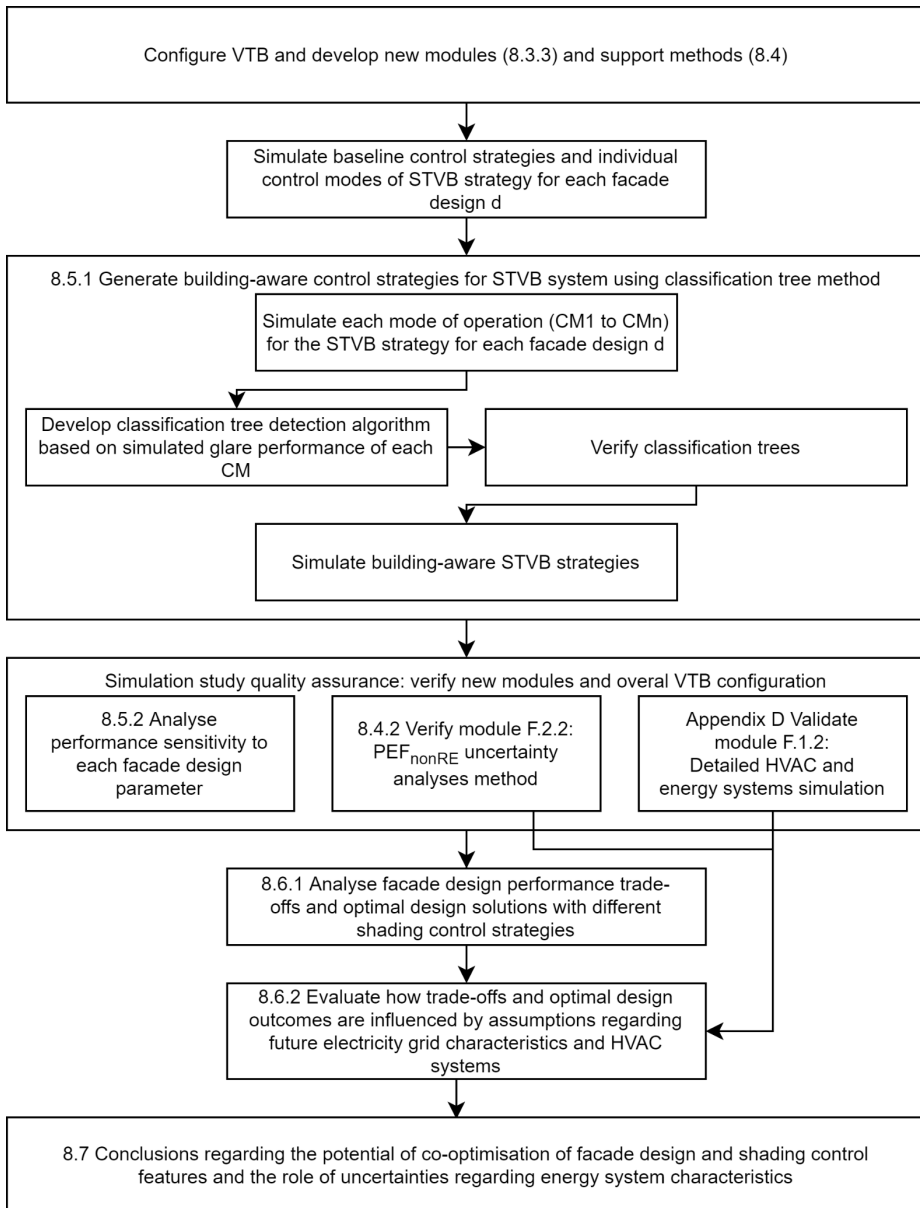 Configure VTB and develop new modules (8.3.3) and support methods (8.4)
Simulate baseline control strategies and individual
control modes of STVB strategy for each facade
design d
8.5.1 Generate building-aware control strategies for STVB system using classification tree method
Simulate each mode of operation (CM1 to CMn)
for the STVB strategy for each facade design d
Develop classification tree detection algorithm
based on simulated glare performance of each
CM
Verify classification trees
Simulate building-aware STVB strategies
Simulation study quality assurance: verify new modules and overal VTB configuration
8.5.2 Analyse
performance sensitivity to
each facade design
parameter
8.4.2 Verify module F.2.2:
PEFnonRE uncertainty
analyses method
Appendix D Validate
module F.1.2:
Detailed HVAC and
energy systems simulation
8.6.1 Analyse facade design performance trade-
offs and optimal design solutions with different
shading control strategies
8.6.2 Evaluate how trade-offs and optimal design
outcomes are influenced by assumptions regarding
future electricity grid characteristics and HVAC
systems
8.7 Conclusions regarding the potential of co-optimisation of facade design and shading control
features and the role of uncertainties regarding energy system characteristics